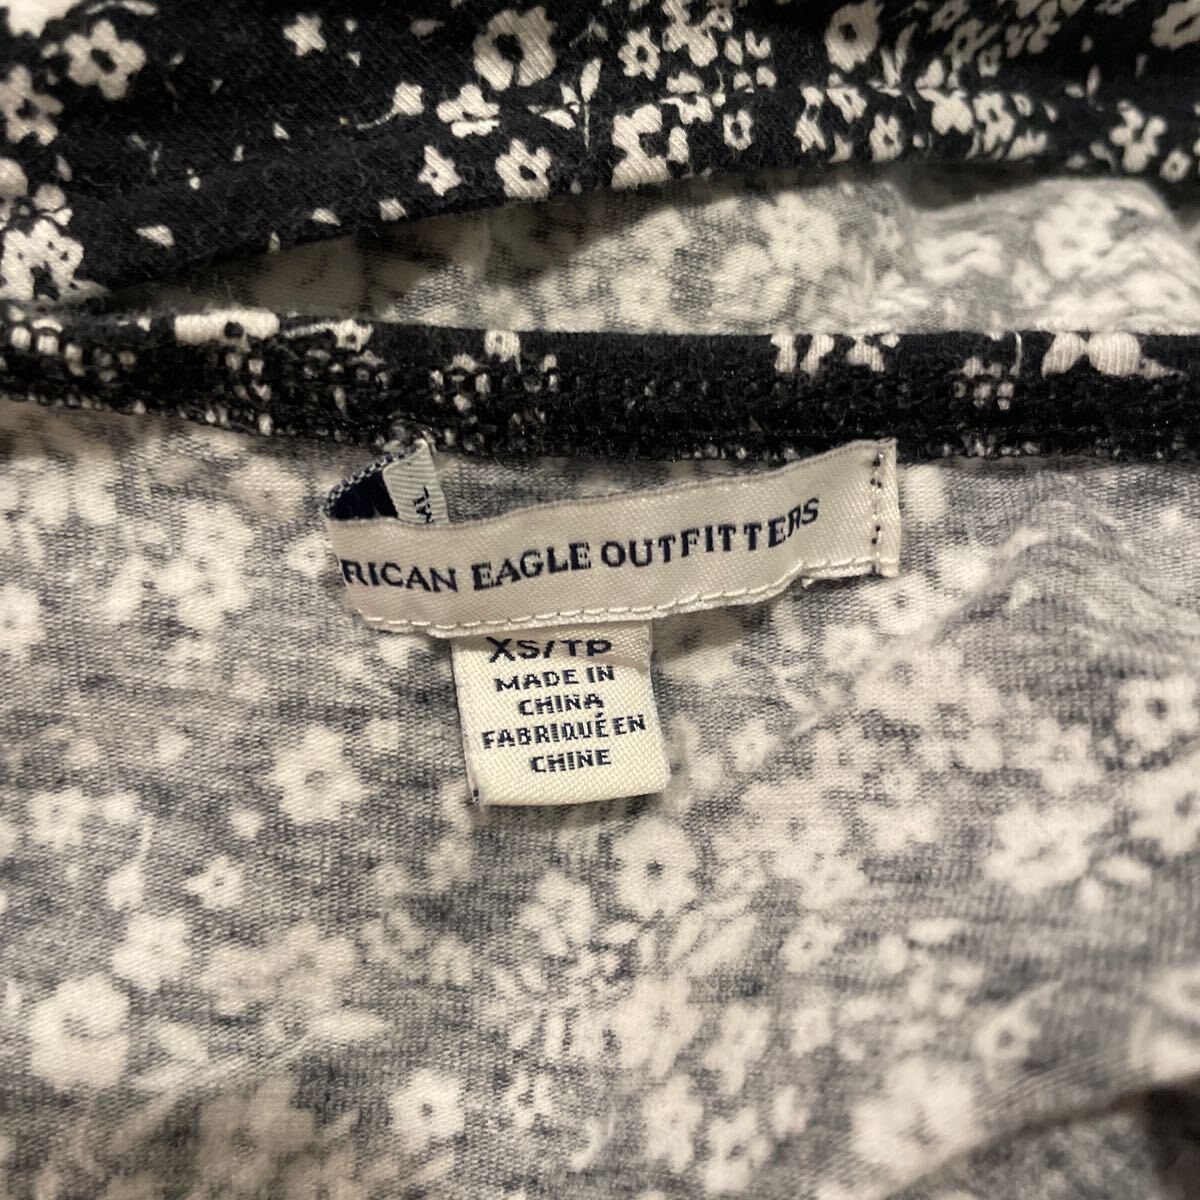 RICAN EAGLE OUTFITTERS
XS/TP
MADE IN
CHINA
FABRIQUÉ EN
CHINE